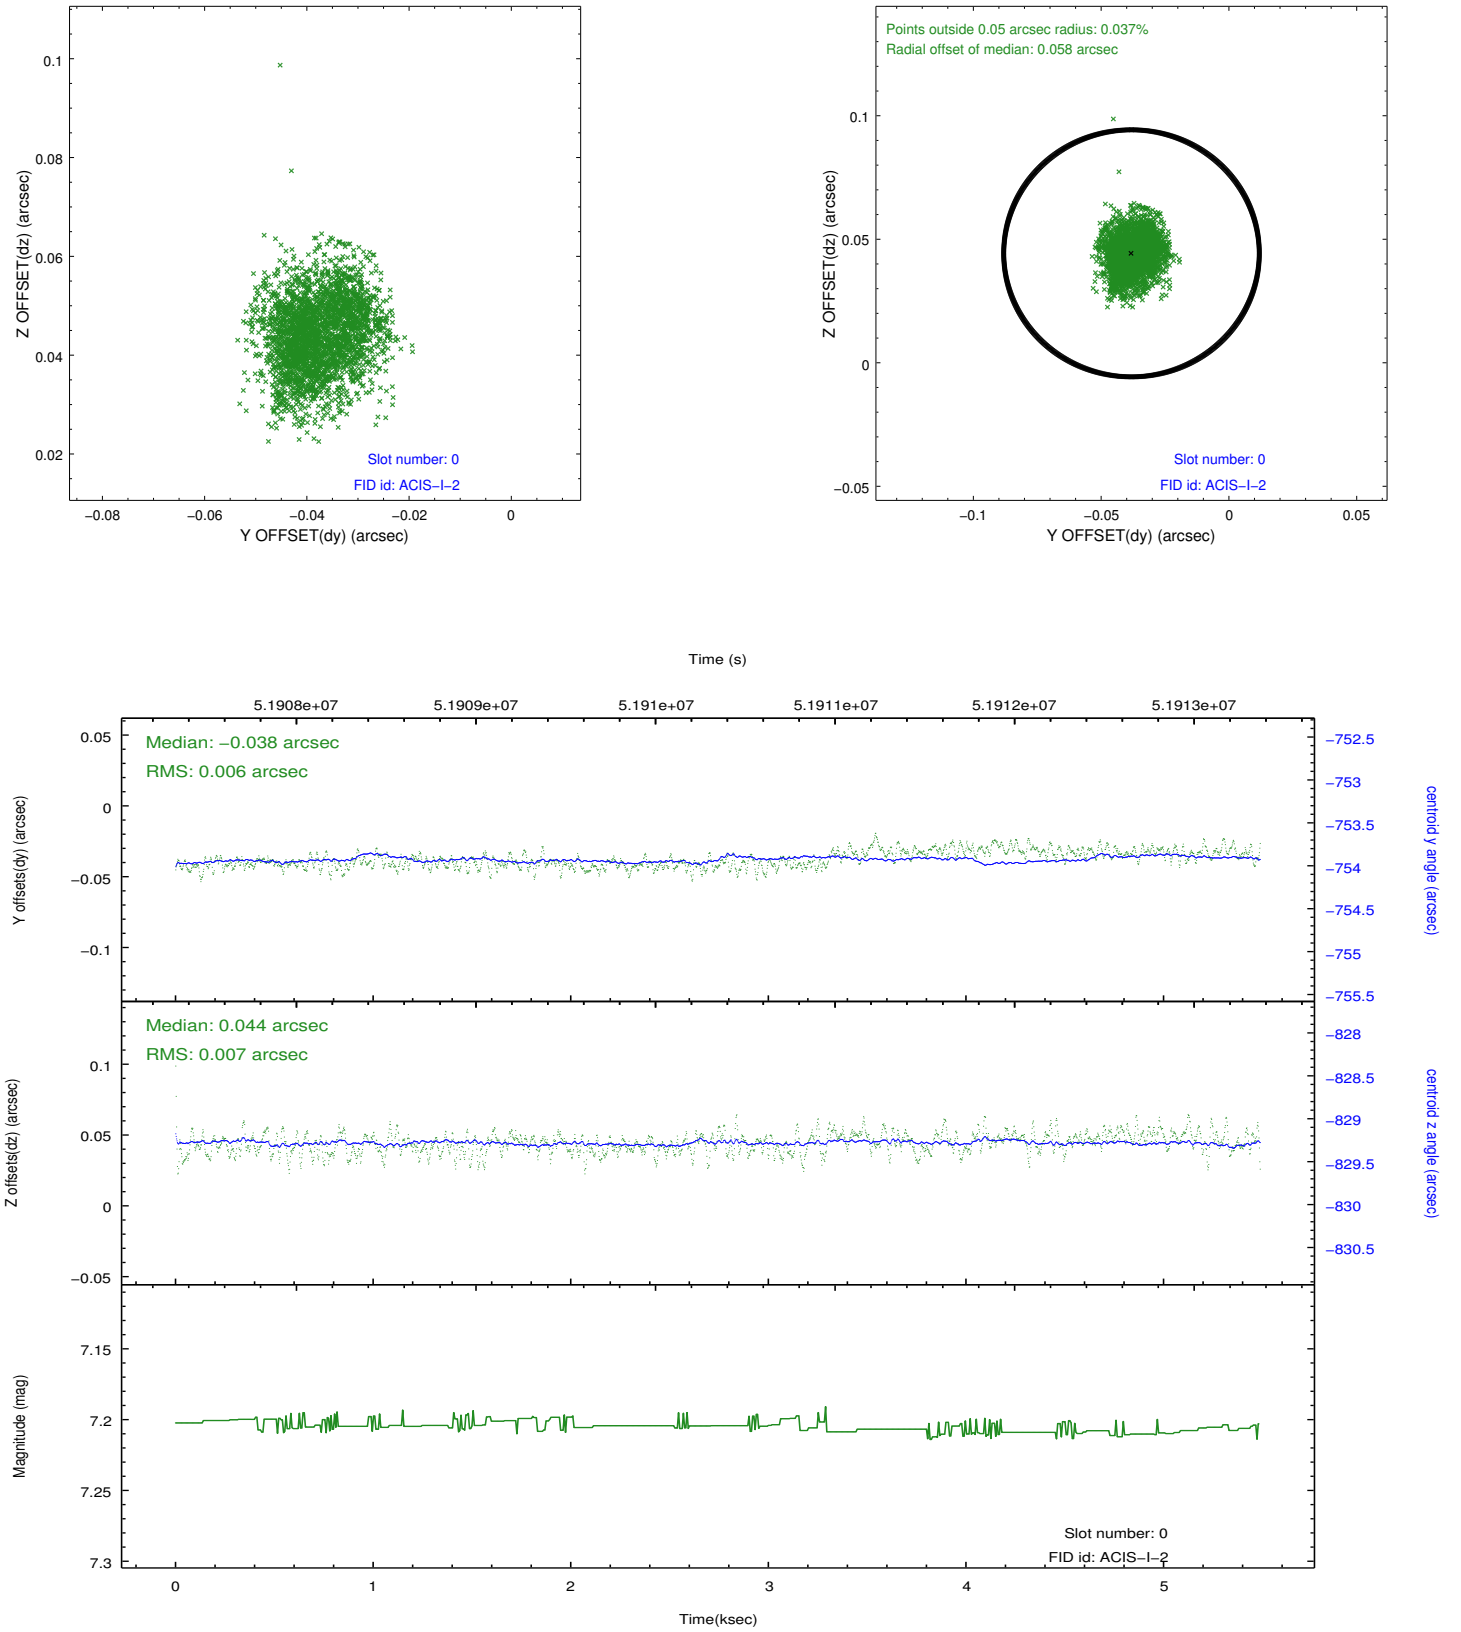 0.1
0.08
0.06
0.04
0.02
Z OFFSET(dz) (arcsec)
−0.08 −0.06 −0.04 −0.02 0
Y OFFSET(dy) (arcsec)
Slot number: 0
FID id: ACIS−I−2
Points outside 0.05 arcsec radius: 0.037%
Radial offset of median: 0.058 arcsec
0.1
0.05
0
−0.05
Z OFFSET(dz) (arcsec)
Slot number: 0
FID id: ACIS−I−2
−0.1 −0.05 0 0.05
Y OFFSET(dy) (arcsec)
Time (s)
5.1908e+07 5.1909e+07 5.191e+07 5.1911e+07 5.1912e+07 5.1913e+07
Median: −0.038 arcsec
RMS: 0.006 arcsec
0.05
0
−0.05
−0.1
Y offsets(dy) (arcsec)
−752.5
−753
−753.5
−754
−754.5
−755
−755.5
centroid y angle (arcsec)
Median: 0.044 arcsec
RMS: 0.007 arcsec
0.1
0.05
0
−0.05
Z offsets(dz) (arcsec)
−828
−828.5
−829
−829.5
−830
−830.5
centroid z angle (arcsec)
7.15
7.2
7.25
7.3
Magnitude (mag)
Slot number: 0
FID id: ACIS−I−2
0 1 2 3 4 5
Time(ksec)